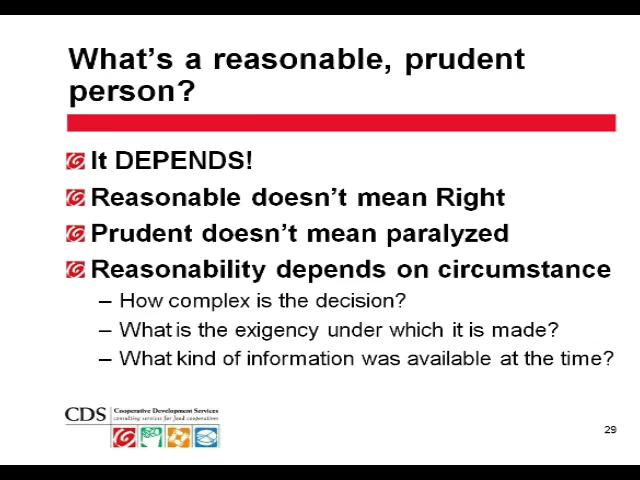 What's a reasonable, prudent
person?
It DEPENDS!
Reasonable doesn't mean Right
Prudent doesn't mean paralyzed
Reasonability depends on circumstance
– How complex is the decision?
– What is the exigency under which it is made?
– What kind of information was available at the time?
CDS Cooperative Development Services
consulting services for food cooperatives
29